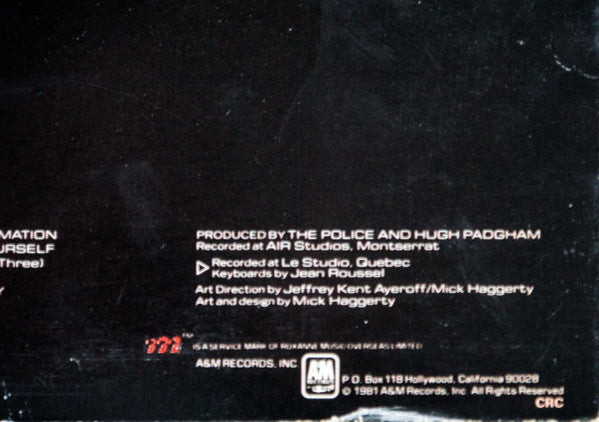 MATION
URSELF
Three)
Y
PRODUCED BY THE POLICE AND HUGH PADGHAM
Recorded at AIR Studios, Montserrat
Recorded at Le Studio, Quebec
Keyboards by Jean Roussel
Art Direction by Jeffrey Kent Ayeroff/Mick Haggerty
Art and design by Mick Haggerty
TM IS A SERVICE MARK OF ROXANNE MUSIC OVERSEAS LIMITED
A&M RECORDS, INC
A&M
P.O. Box 118 Hollywood, California 90028
© 1981 A&M Records, Inc All Rights Reserved
CRC